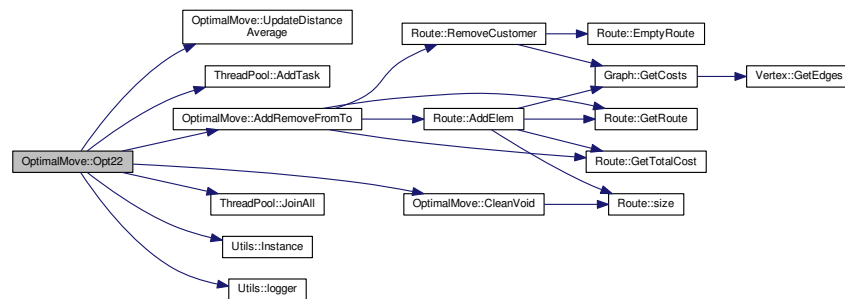 OptimalMove::UpdateDistance
Average
Route::RemoveCustomer
Route::EmptyRoute
ThreadPool::AddTask
Graph::GetCosts
Vertex::GetEdges
OptimalMove::AddRemoveFromTo
Route::AddElem
Route::GetRoute
OptimalMove::Opt22
Route::GetTotalCost
ThreadPool::JoinAll
OptimalMove::CleanVoid
Route::size
Utils::Instance
Utils::logger